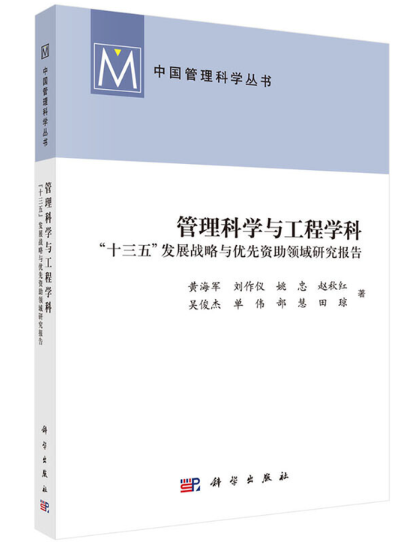 M
中国管理科学丛书
管理科学与工程学科
“十三五”发展战略与优先资助领域研究报告
科学出版社
M
中国管理科学丛书
管理科学与工程学科
“十三五”发展战略与优先资助领域研究报告
黄海军 刘作仪 姚忠 赵秋红
吴俊杰 单伟 部慧 田琼 著
SP
科学出版社